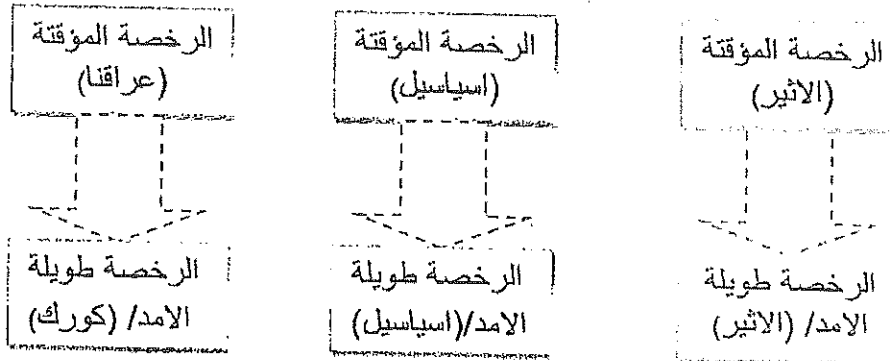 الرخصة المؤقتة
(الاثير)
الرخصة المؤقتة
(اسياسيل)
الرخصة المؤقتة
(عراقنا)
الرخصة طويلة
الامد/ (الاثير)
الرخصة طويلة
الامد/(اسياسيل)
الرخصة طويلة
الامد/ (كورك)